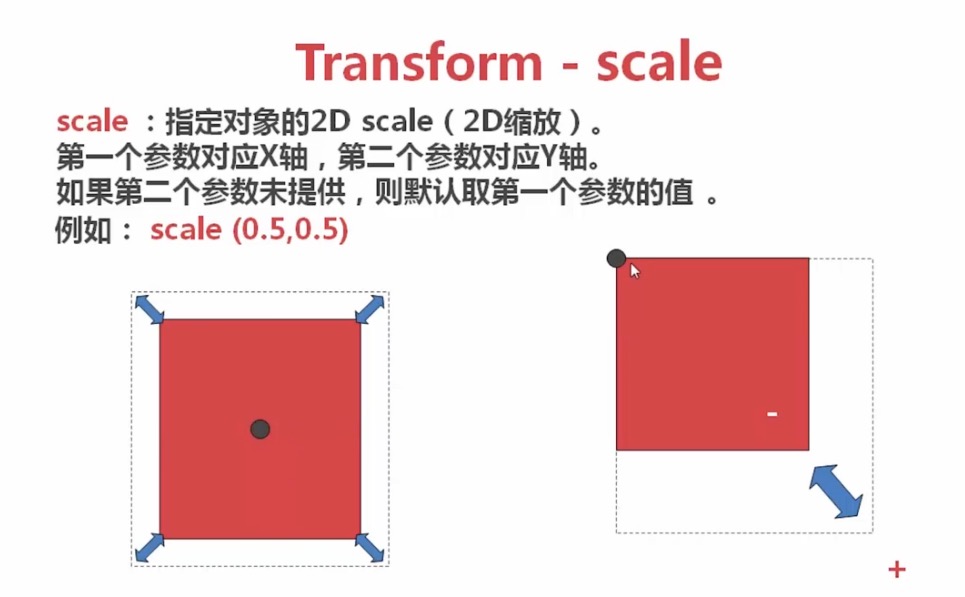 Transform - scale
scale ：指定对象的2D scale（2D缩放）。
第一个参数对应X轴，第二个参数对应Y轴。
如果第二个参数未提供，则默认取第一个参数的值 。
例如： scale (0.5,0.5)
-
+